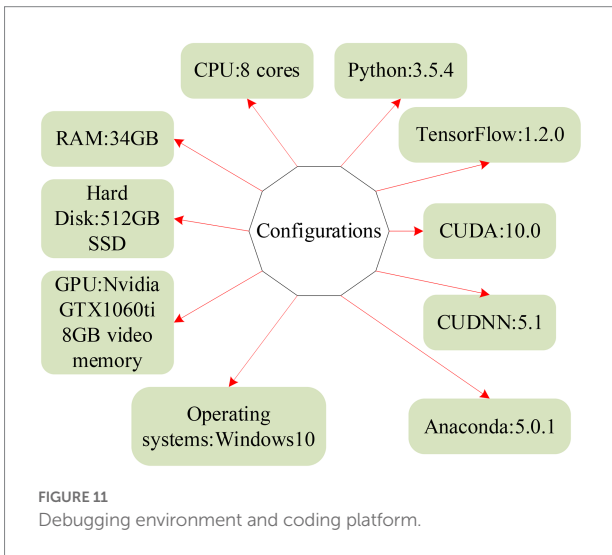 CPU:8 cores
Python:3.5.4
RAM:34GB
TensorFlow:1.2.0
Hard
Disk:512GB
SSD
Configurations
CUDA:10.0
GPU:Nvidia
GTX1060ti
8GB video
memory
CUDNN:5.1
Operating
systems:Windows10
Anaconda:5.0.1
FIGURE 11
Debugging environment and coding platform.